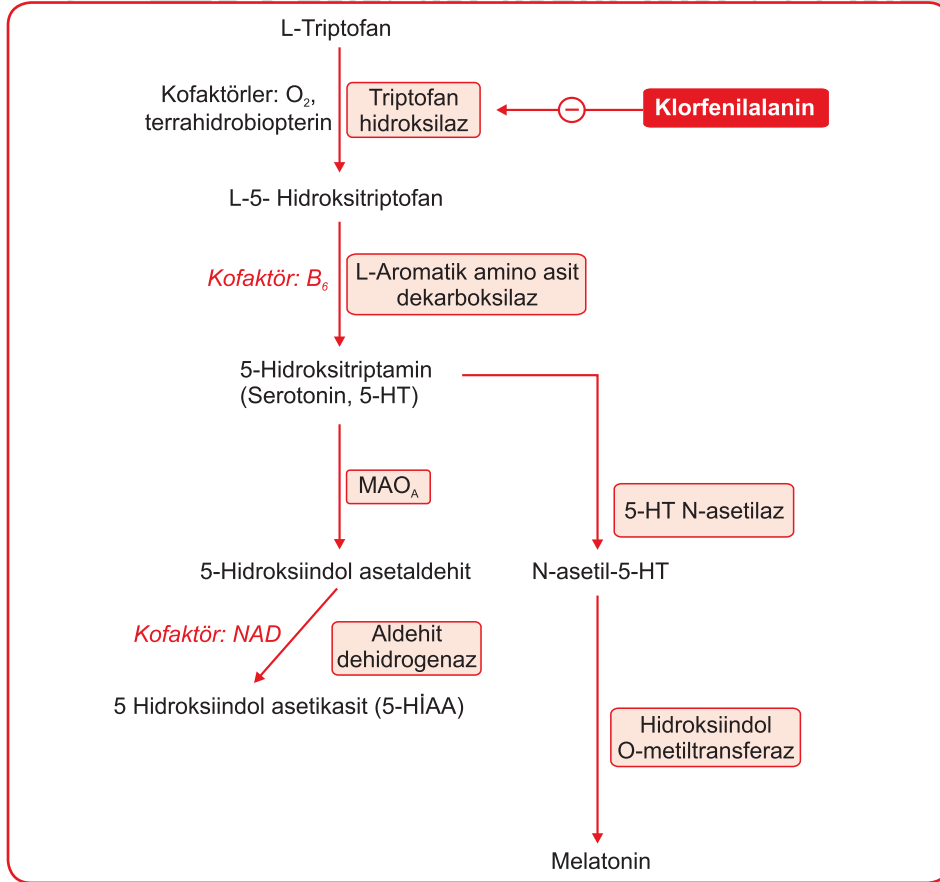 L-Triptofan
Kofaktörler: O₂,
terrahidrobiopterin
Triptofan
hidroksilaz
−
Klorfenilalanin
L-5- Hidroksitriptofan
Kofaktör: B₆
L-Aromatik amino asit
dekarboksilaz
5-Hidroksitriptamin
(Serotonin, 5-HT)
MAO_A
5-HT N-asetilaz
5-Hidroksiindol asetaldehit
N-asetil-5-HT
Kofaktör: NAD
Aldehit
dehidrogenaz
5 Hidroksiindol asetikasit (5-HİAA)
Hidroksiindol
O-metiltransferaz
Melatonin